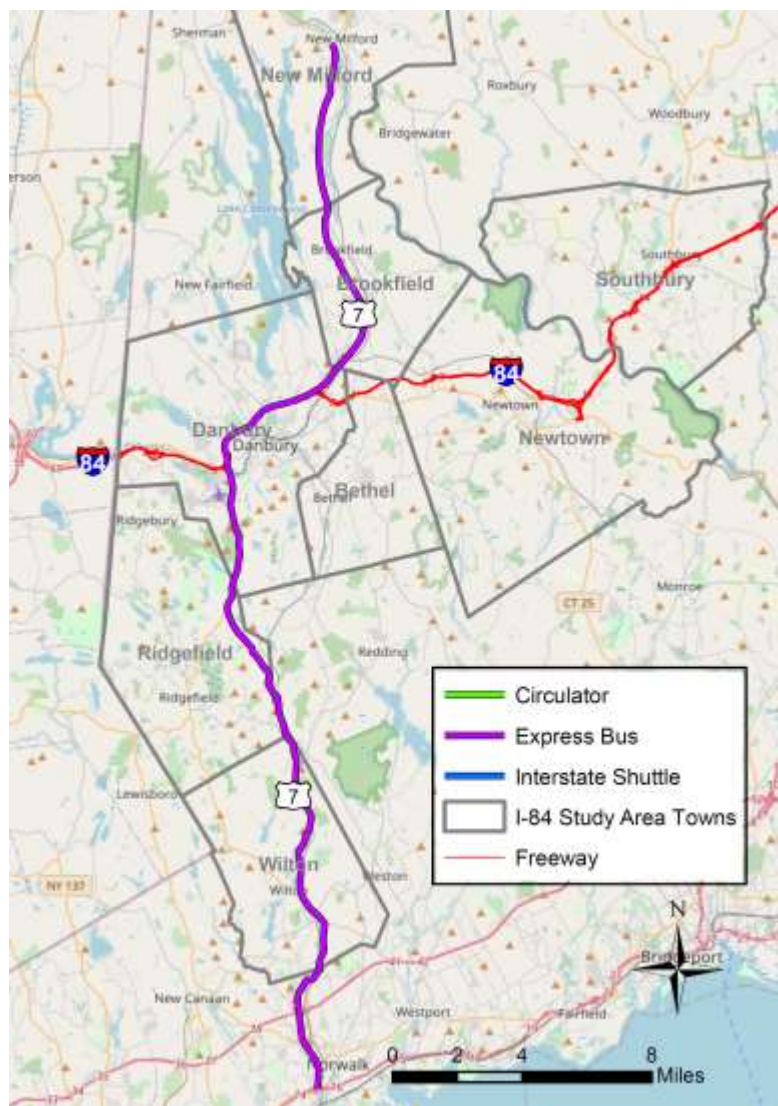 Sherman
New Milford
New Milford
Roxbury
Woodbury
Bridgewater
Brookfield
Southbury
Southbury
New Fairfield
Brookfield
7
84
Newtown
Newtown
Danbury
Danbury
84
Bethel
Bethel
Ridgebury
Monroe
CT 25
Ridgefield
Redding
Ridgefield
Circulator
Express Bus
Interstate Shuttle
I-84 Study Area Towns
Freeway
Lewisboro
7
Wilton
Weston
NY 137
N
Bridgeport
New Canaan
Westport
Fairfield
Norwalk
0 2 4 8
Miles